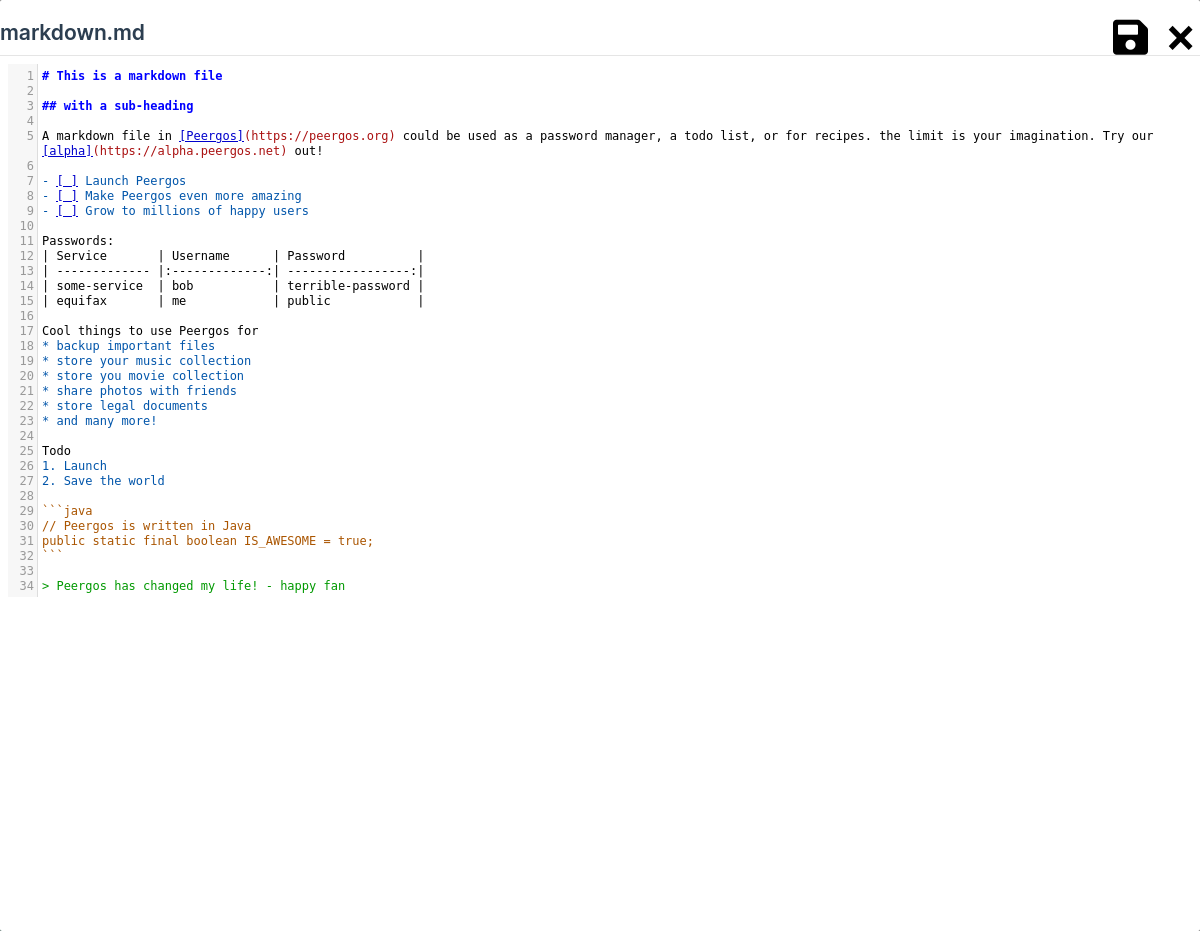 markdown.md
1 # This is a markdown file
2
3 ## with a sub-heading
4
5 A markdown file in [Peergos](https://peergos.org) could be used as a password manager, a todo list, or for recipes. the limit is your imagination. Try our
[alpha](https://alpha.peergos.net) out!
6
7 - [_] Launch Peergos
8 - [_] Make Peergos even more amazing
9 - [_] Grow to millions of happy users
10
11 Passwords:
12 | Service       | Username      | Password          |
13 | ------------- |:-------------:| -----------------:|
14 | some-service  | bob           | terrible-password |
15 | equifax       | me            | public            |
16
17 Cool things to use Peergos for
18 * backup important files
19 * store your music collection
20 * store you movie collection
21 * share photos with friends
22 * store legal documents
23 * and many more!
24
25 Todo
26 1. Launch
27 2. Save the world
28
29 ```java
30 // Peergos is written in Java
31 public static final boolean IS_AWESOME = true;
32 ```
33
34 > Peergos has changed my life! - happy fan